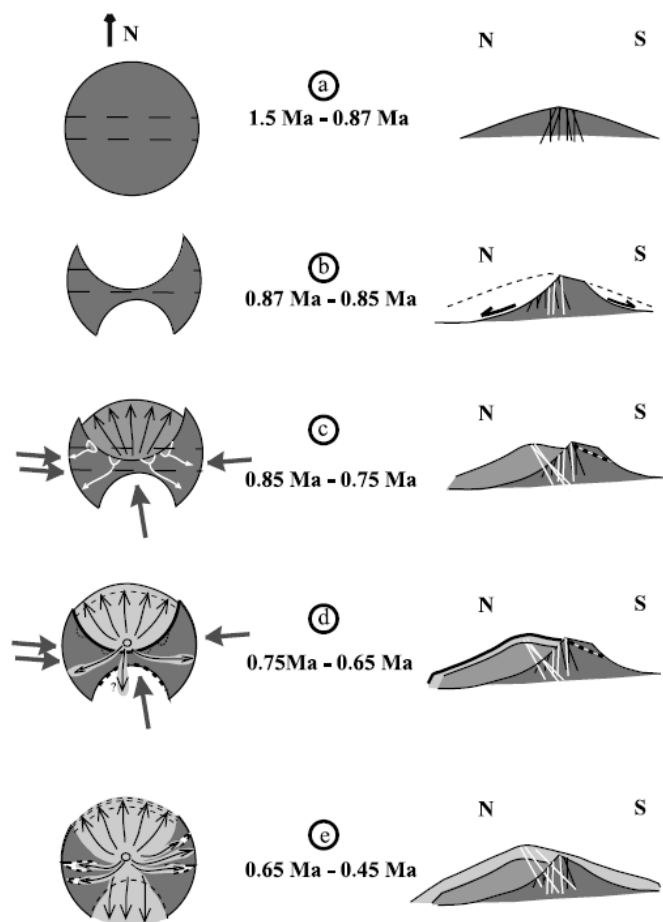 N
N S
a
1.5 Ma - 0.87 Ma
N S
b
0.87 Ma - 0.85 Ma
N S
c
0.85 Ma - 0.75 Ma
N S
d
0.75Ma - 0.65 Ma
?
N S
e
0.65 Ma - 0.45 Ma